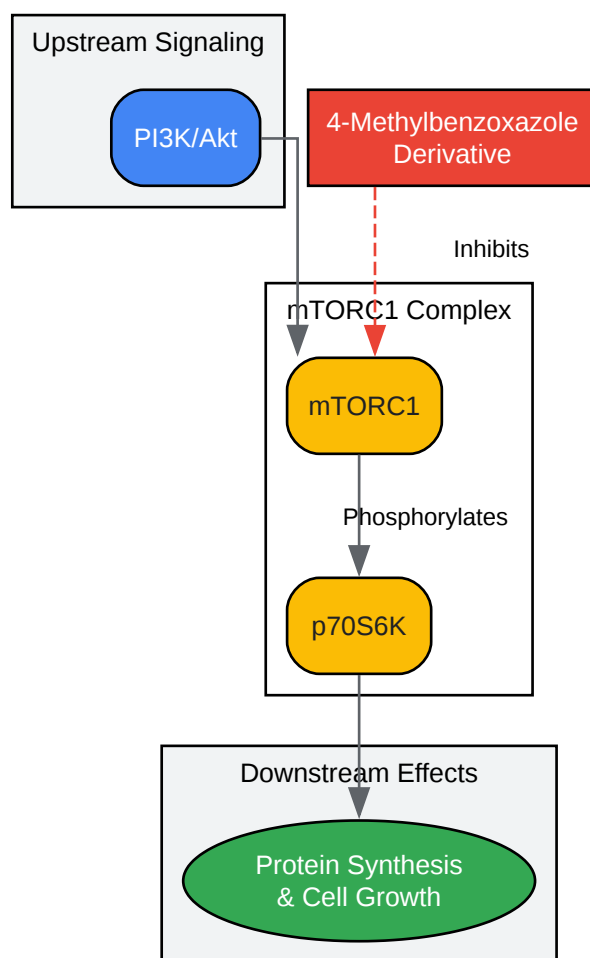 Upstream Signaling
PI3K/Akt
4-Methylbenzoxazole
Derivative
Inhibits
mTORC1 Complex
mTORC1
Phosphorylates
p70S6K
Downstream Effects
Protein Synthesis
& Cell Growth